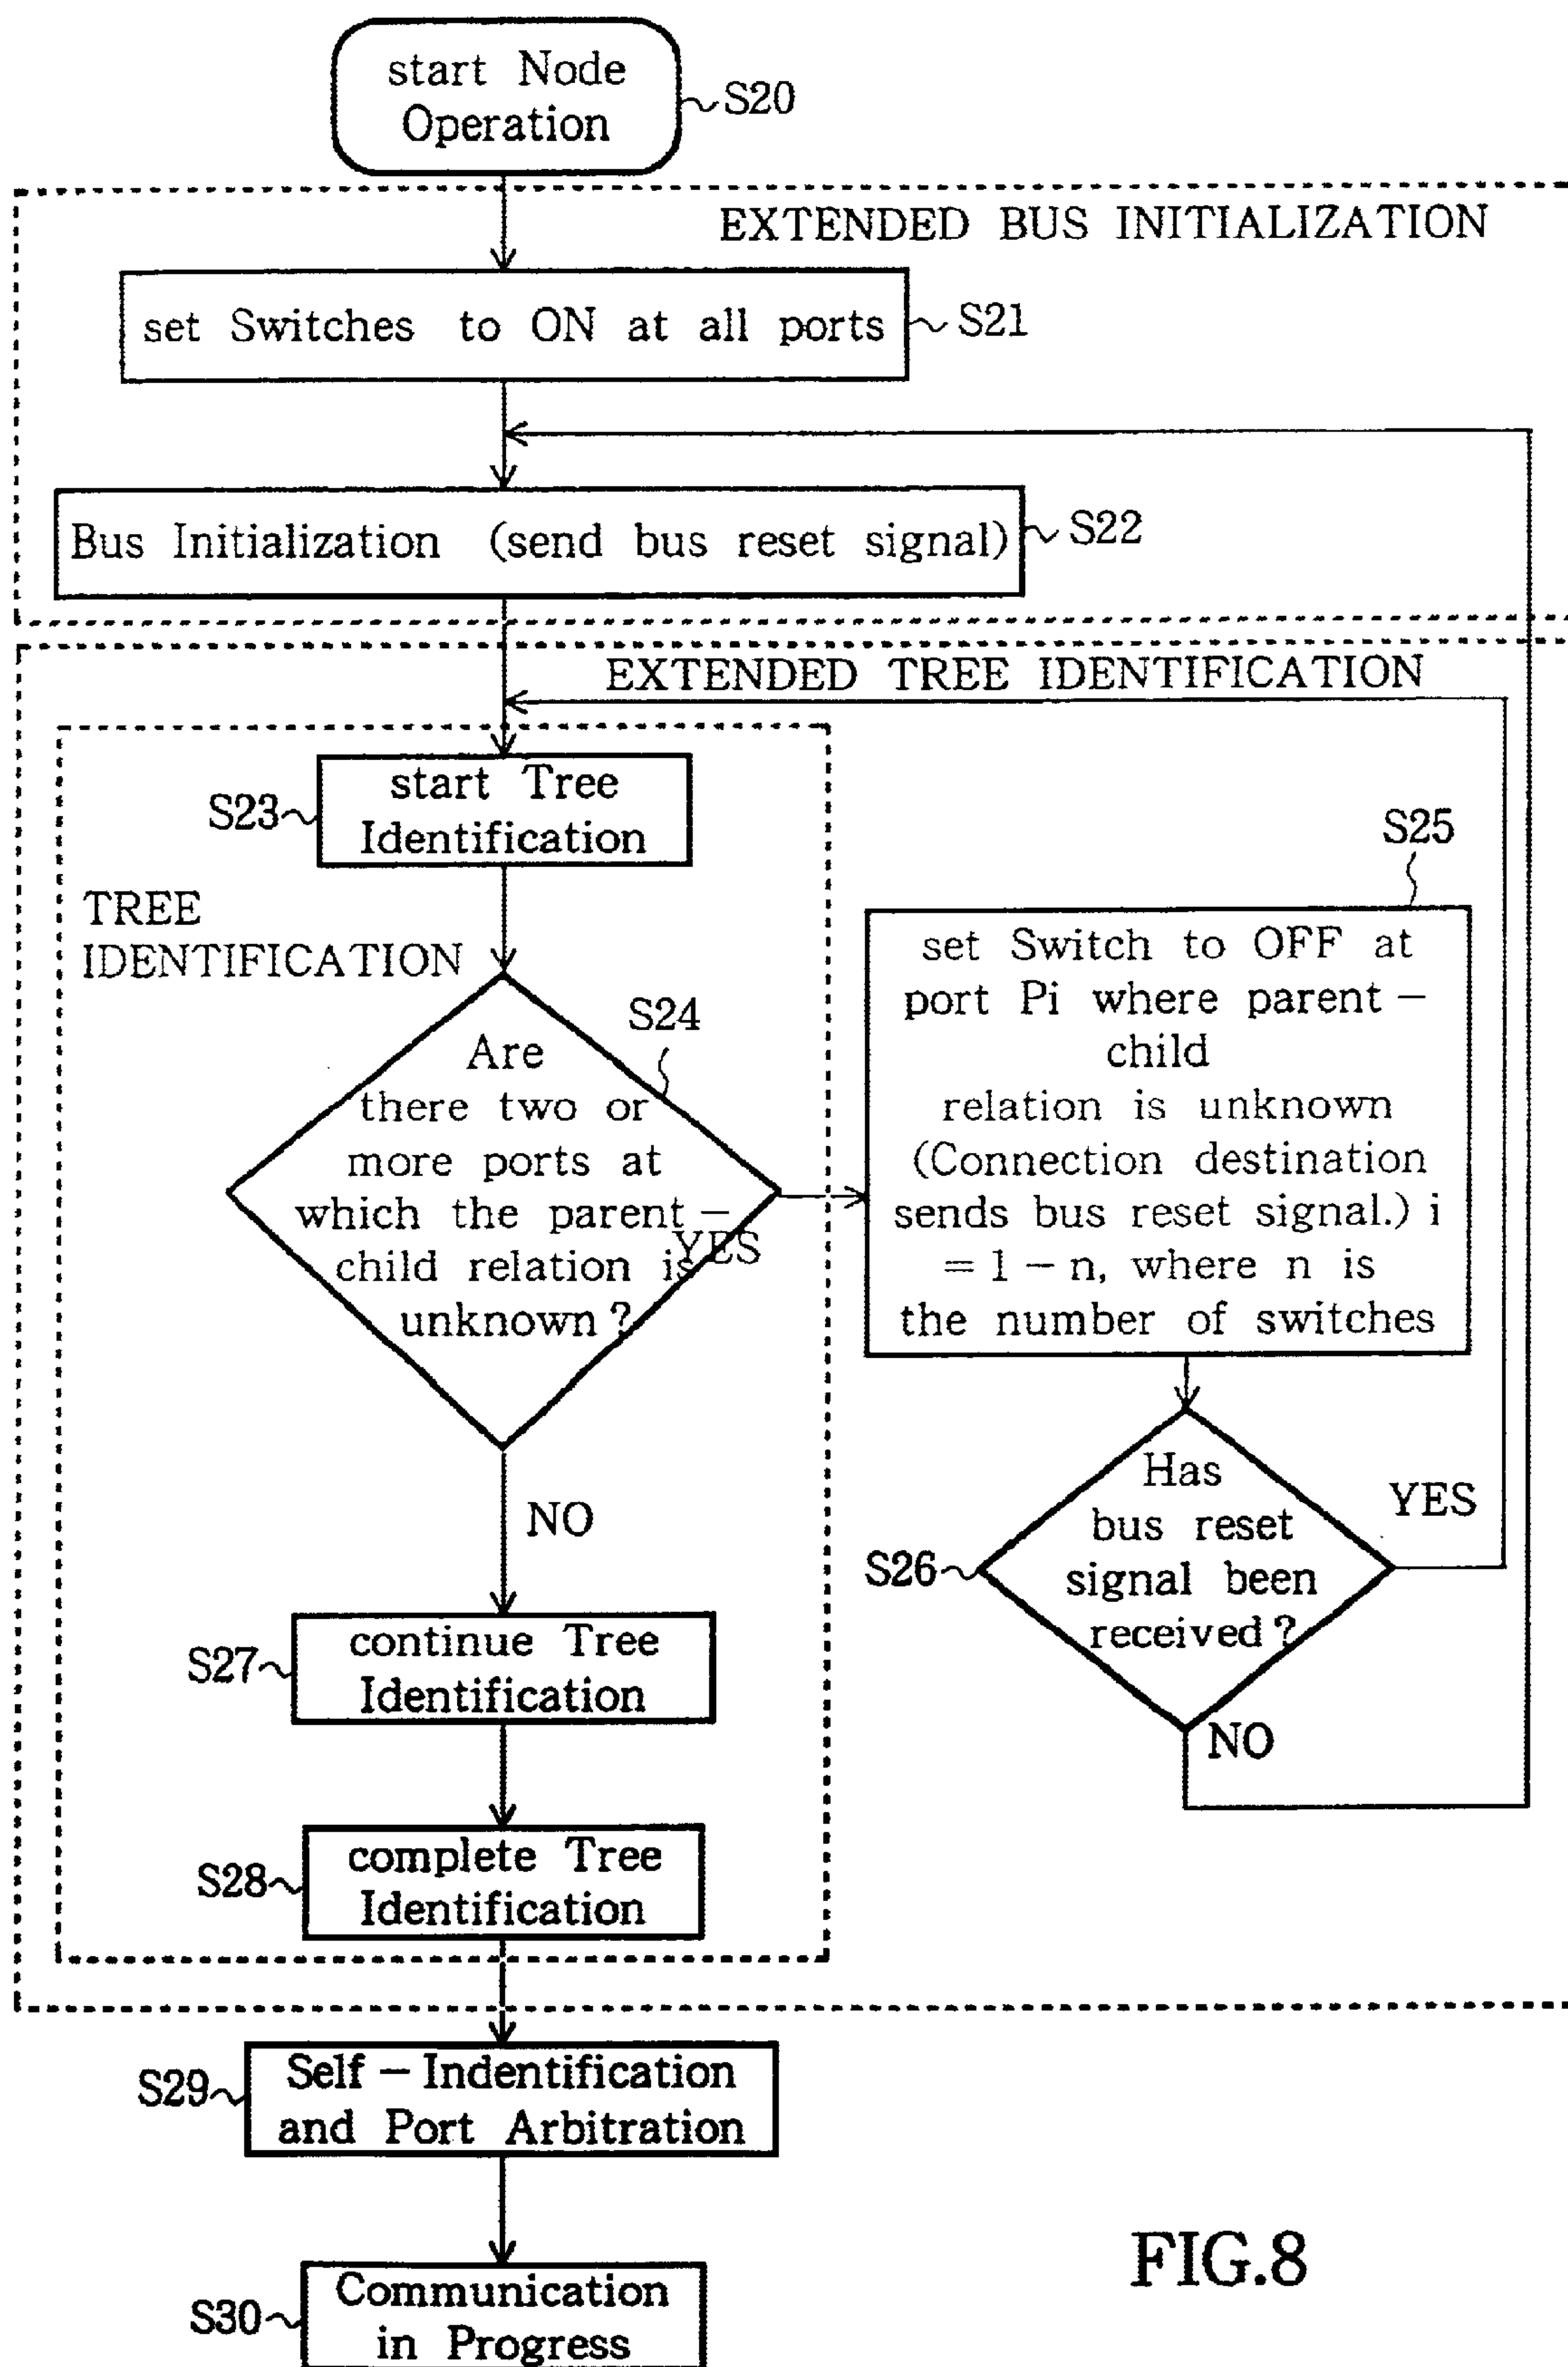 start Node
Operation
S20
EXTENDED BUS INITIALIZATION
set Switches to ON at all ports
S21
Bus Initialization (send bus reset signal)
S22
EXTENDED TREE IDENTIFICATION
start Tree
Identification
S23
TREE
IDENTIFICATION
S24
Are
there two or
more ports at
which the parent-
child relation is
unknown?
YES
S25
set Switch to OFF at
port Pi where parent-
child
relation is unknown
(Connection destination
sends bus reset signal.) i
= 1 - n, where n is
the number of switches
Has
bus reset
signal been
received?
S26
YES
NO
NO
S27
continue Tree
Identification
S28
complete Tree
Identification
S29
Self-Indentification
and Port Arbitration
S30
Communication
in Progress
FIG.8